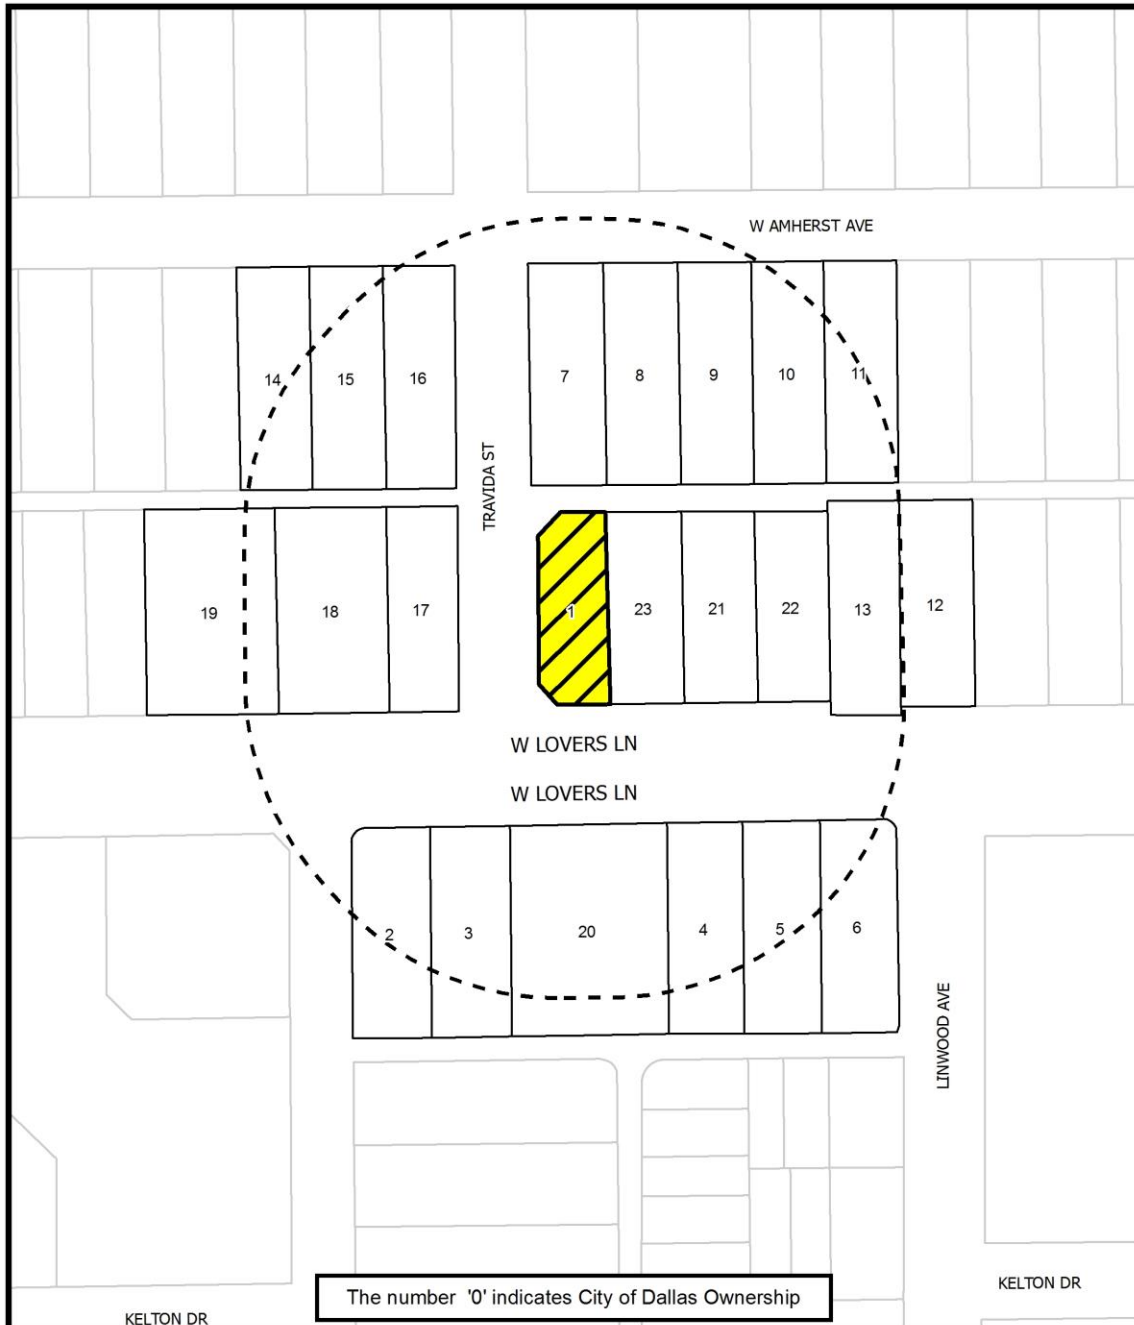 W AMHERST AVE
14
15
16
7
8
9
10
11
TRAVIDA ST
19
18
17
1
23
21
22
13
12
W LOVERS LN
W LOVERS LN
2
3
20
4
5
6
LINWOOD AVE
The number '0' indicates City of Dallas Ownership
KELTON DR
KELTON DR